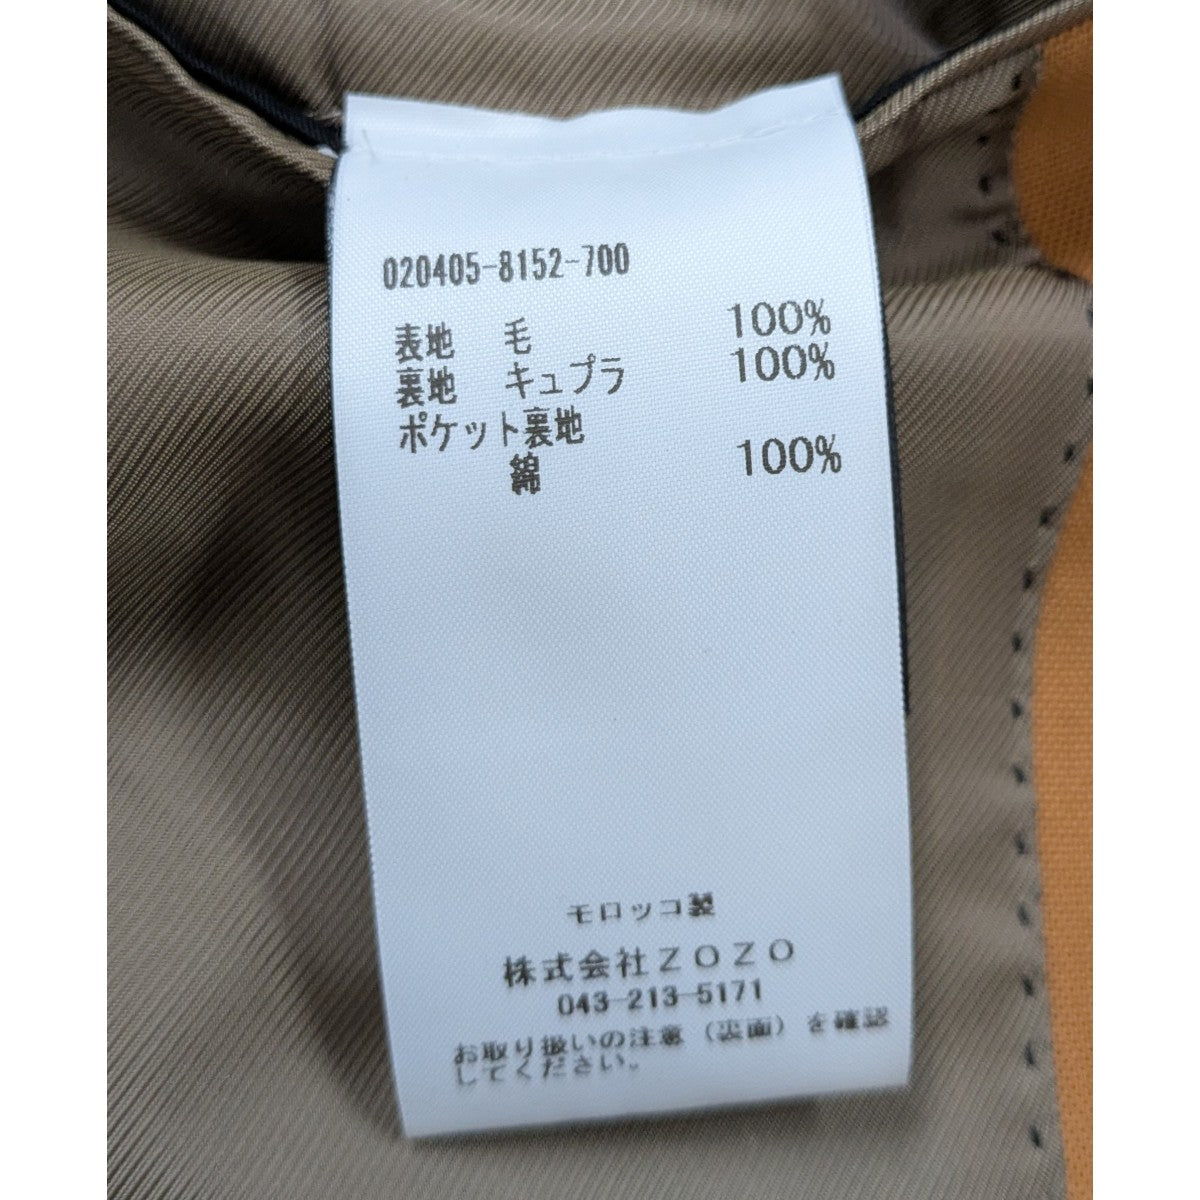 020405-8152-700
表地 毛 100%
裏地 キュプラ 100%
ポケット裏地
綿 100%
モロッコ製
株式会社ZOZO
043-213-5171
お取り扱いの注意(裏面)を確認
してください。